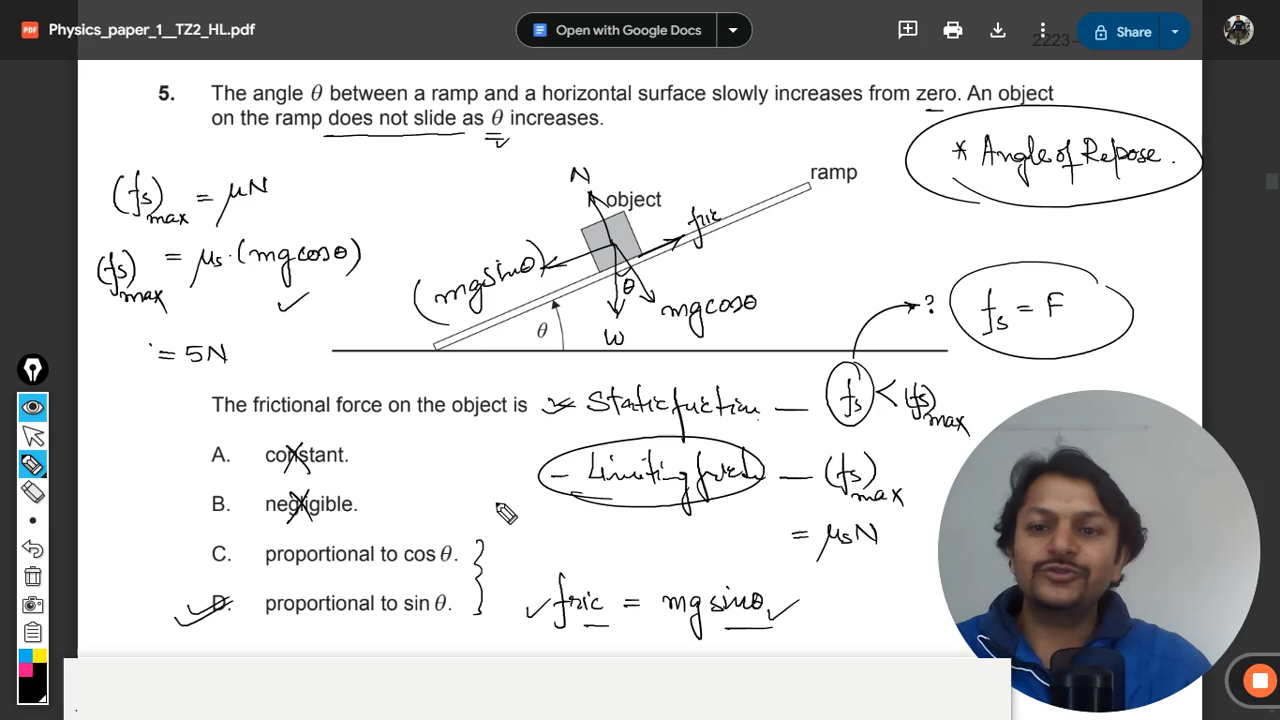 Physics_paper_1__TZ2_HL.pdf
Open with Google Docs
Share
2223
5. The angle θ between a ramp and a horizontal surface slowly increases from zero. An object
on the ramp does not slide as θ increases.
* Angle of Repose.
(fs)max = μN
N
object
ramp
fric
(fs)max = μs·(mgcosθ)
(mgsinθ)
θ
mgcosθ
θ
W
?
fs = F
= 5N
The frictional force on the object is
Static friction — fs < (fs)max
A. constant.
- Limiting frictn — (fs)max
B. negligible.
= μsN
C. proportional to cos θ.
D. proportional to sin θ.
fric = mg sinθ